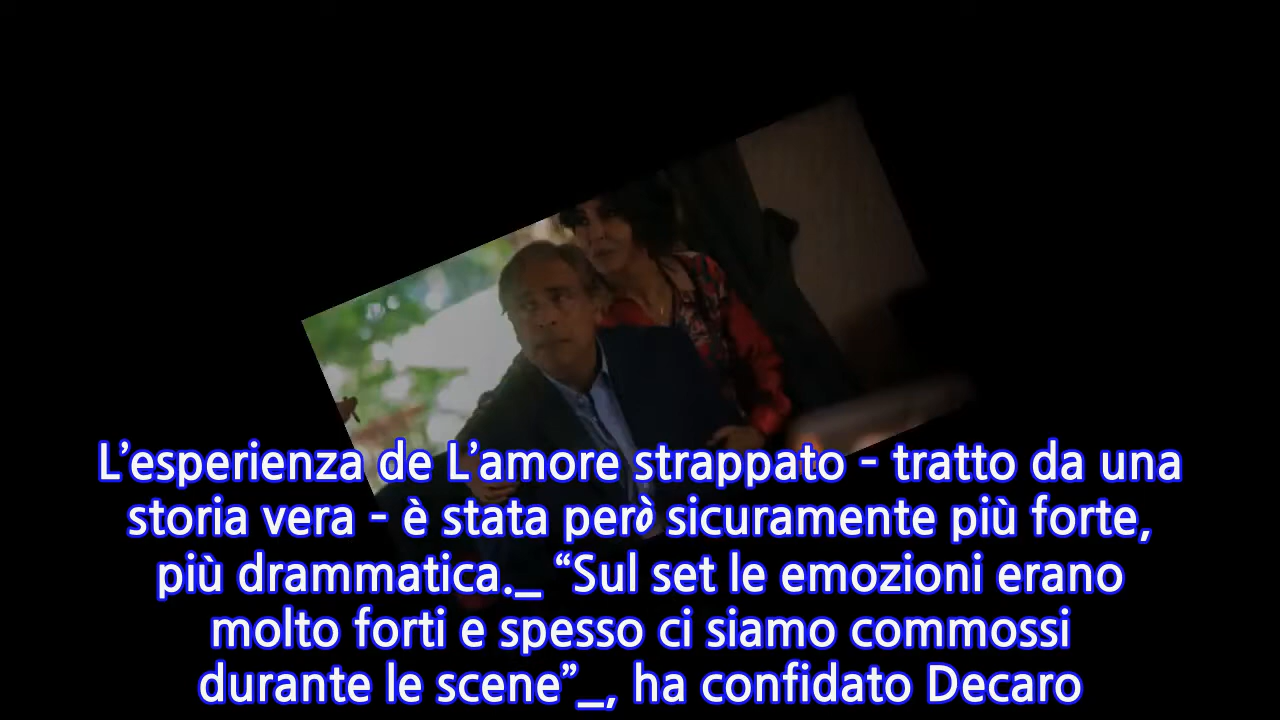 L’esperienza de L’amore strappato - tratto da una
storia vera - è stata però sicuramente più forte,
più drammatica._ “Sul set le emozioni erano
molto forti e spesso ci siamo commossi
durante le scene”_, ha confidato Decaro